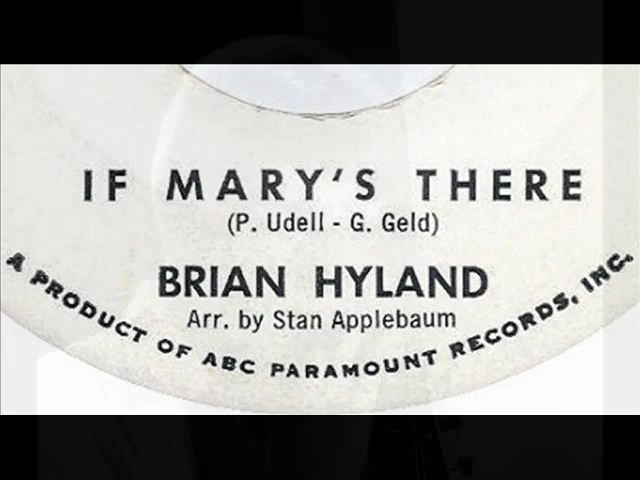 IF MARY'S THERE
(P. Udell - G. Geld)
BRIAN HYLAND
Arr. by Stan Applebaum
A PRODUCT OF ABC PARAMOUNT RECORDS, INC.